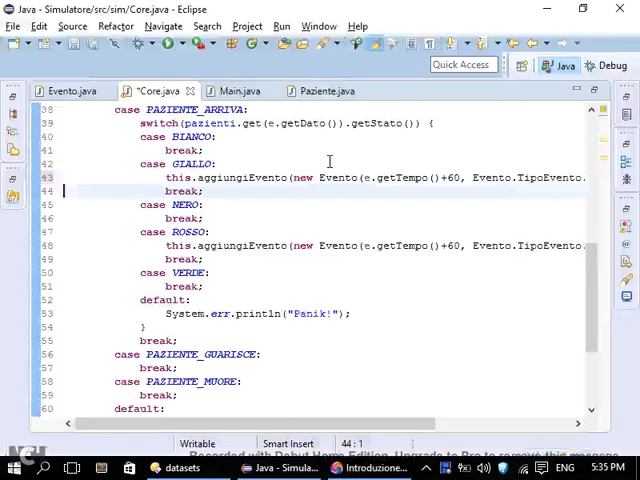 Java - Simulatore/src/sim/Core.java - Eclipse
File Edit Source Refactor Navigate Search Project Run Window Help
Quick Access Java Debug
Evento.java *Core.java Main.java Paziente.java
38 case PAZIENTE_ARRIVA:
39 switch(pazienti.get(e.getDato()).getStato()) {
40 case BIANCO:
41 break;
42 case GIALLO:
43 this.aggiungiEvento(new Evento(e.getTempo()+60, Evento.TipoEvento.
44 break;
45 case NERO:
46 break;
47 case ROSSO:
48 this.aggiungiEvento(new Evento(e.getTempo()+60, Evento.TipoEvento.
49 break;
50 case VERDE:
51 break;
52 default:
53 System.err.println("Panik!");
54 }
55 break;
56 case PAZIENTE_GUARISCE:
57 break;
58 case PAZIENTE_MUORE:
59 break;
60 default:
Writable Smart Insert 44 : 1
Recorded with Debut Home Edition. Upgrade to Pro to remove this message
datasets Java - Simula... Introduzione... ENG 5:35 PM